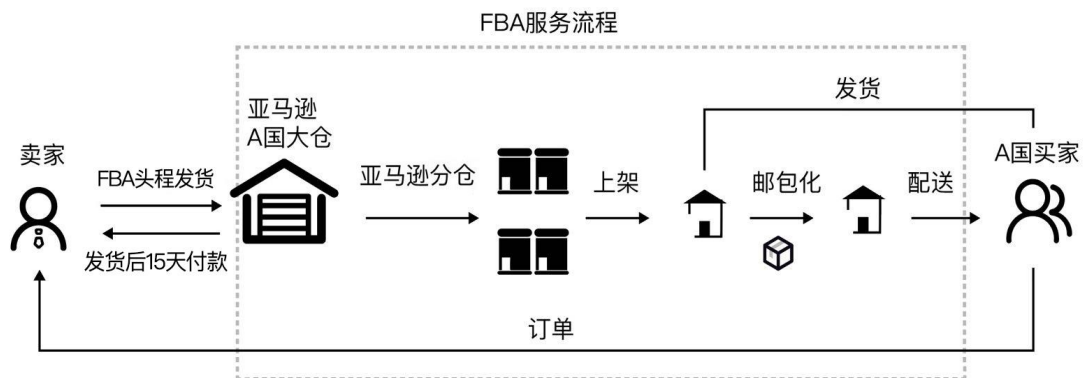 FBA服务流程
发货
亚马逊
A国大仓
卖家
A国买家
FBA头程发货
亚马逊分仓
上架
邮包化
配送
发货后15天付款
订单